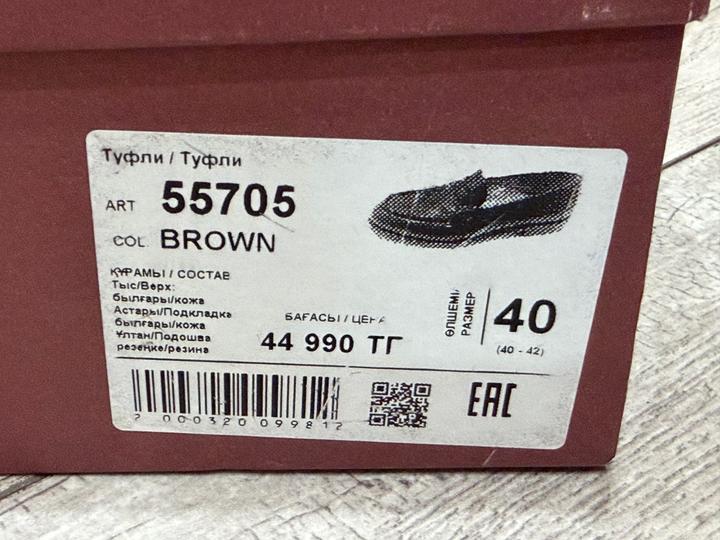 Туфли / Туфли
ART 55705
COL. BROWN
ҚҰРАМЫ / СОСТАВ
Тыс/Верх:
былғары/кожа
Астары/Подкладка
былғары/кожа
Ұлтан/Подошва
резеңке/резина
БАҒАСЫ / ЦЕНА
44 990 ТГ
ӨЛШЕМІ/
РАЗМЕР
40
(40 - 42)
2 000320 099812
EAC